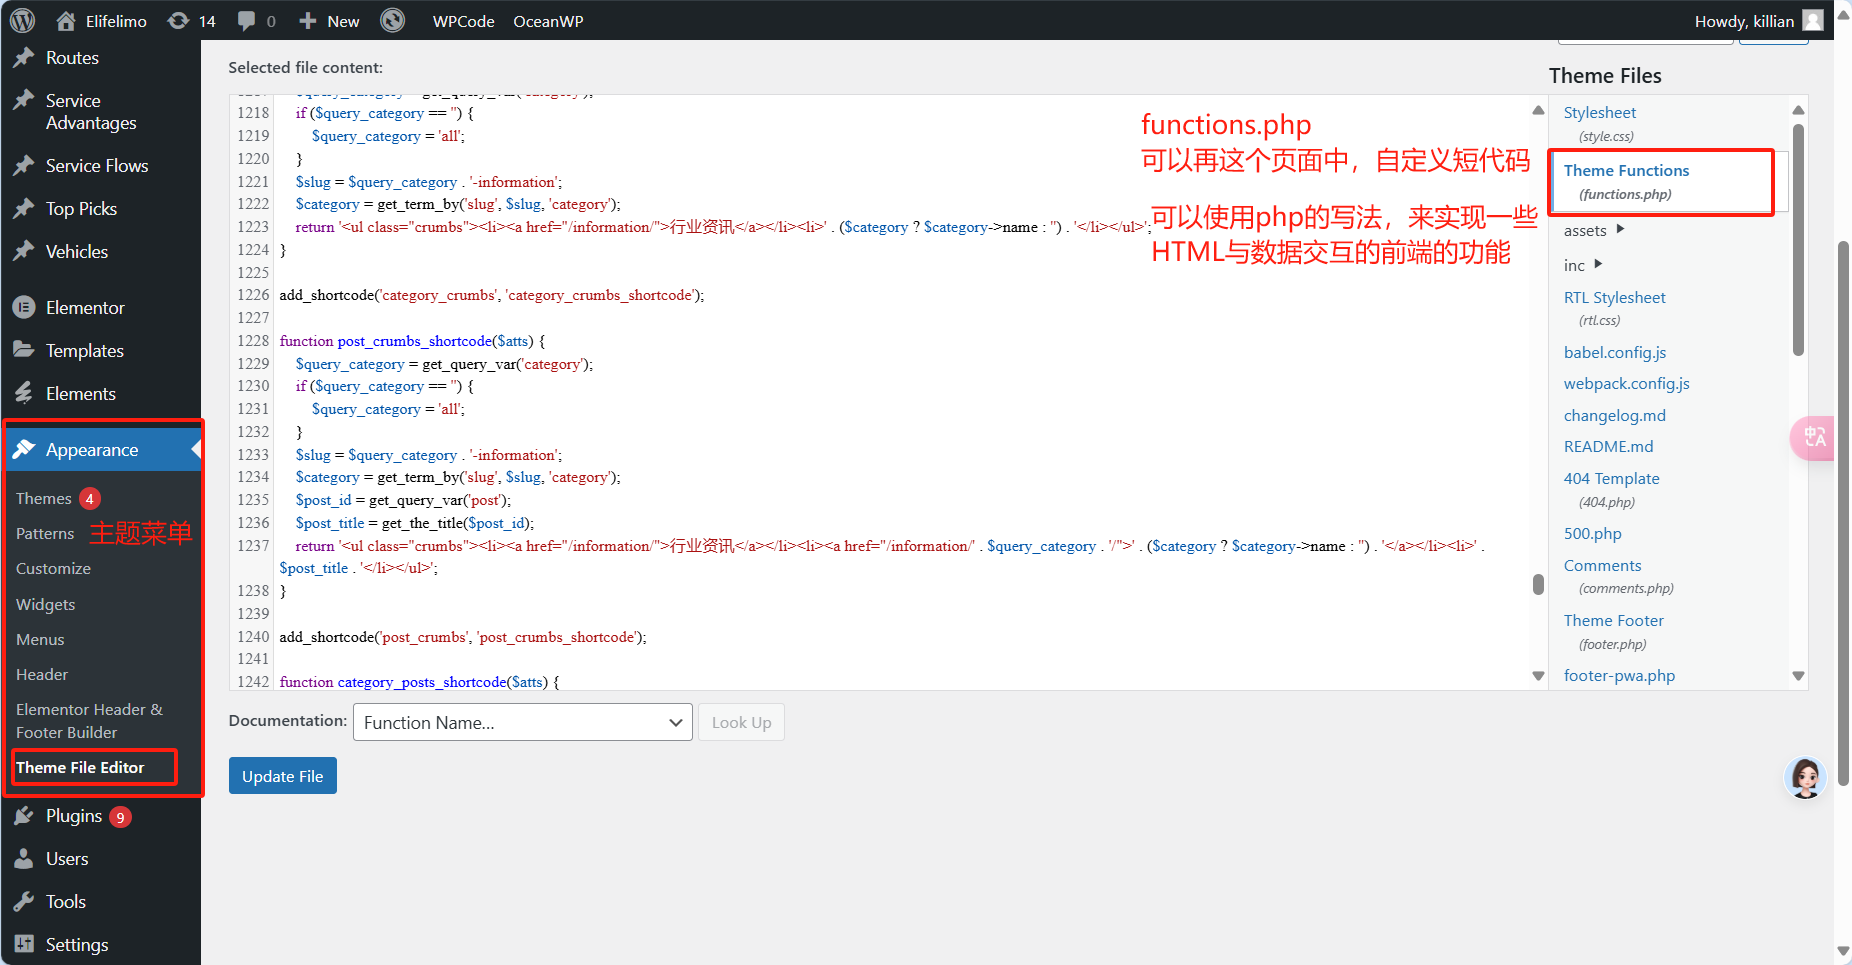 Elifelimo 14 0 New WPCode OceanWP Howdy, killian
Routes
Service
Advantages
Service Flows
Top Picks
Vehicles
Elementor
Templates
Elements
Appearance
Themes 4
Patterns 主题菜单
Customize
Widgets
Menus
Header
Elementor Header &
Footer Builder
Theme File Editor
Plugins 9
Users
Tools
Settings
Selected file content:
1218 if ($query_category == '') {
1219 $query_category = 'all';
1220 }
1221 $slug = $query_category . '-information';
1222 $category = get_term_by('slug', $slug, 'category');
1223 return '<ul class="crumbs"><li><a href="/information/">行业资讯</a></li><li>' . ($category ? $category->name : '') . '</li></ul>';
1224 }
1225
1226 add_shortcode('category_crumbs', 'category_crumbs_shortcode');
1227
1228 function post_crumbs_shortcode($atts) {
1229 $query_category = get_query_var('category');
1230 if ($query_category == '') {
1231 $query_category = 'all';
1232 }
1233 $slug = $query_category . '-information';
1234 $category = get_term_by('slug', $slug, 'category');
1235 $post_id = get_query_var('post');
1236 $post_title = get_the_title($post_id);
1237 return '<ul class="crumbs"><li><a href="/information/">行业资讯</a></li><li><a href="/information/' . $query_category . '/">' . ($category ? $category->name : '') . '</a></li><li>' .
$post_title . '</li></ul>';
1238 }
1239
1240 add_shortcode('post_crumbs', 'post_crumbs_shortcode');
1241
1242 function category_posts_shortcode($atts) {
functions.php
可以再这个页面中，自定义短代码
可以使用php的写法，来实现一些
HTML与数据交互的前端的功能
Documentation: Function Name... Look Up
Update File
Theme Files
Stylesheet
(style.css)
Theme Functions
(functions.php)
assets
inc
RTL Stylesheet
(rtl.css)
babel.config.js
webpack.config.js
changelog.md
README.md
404 Template
(404.php)
500.php
Comments
(comments.php)
Theme Footer
(footer.php)
footer-pwa.php
中A